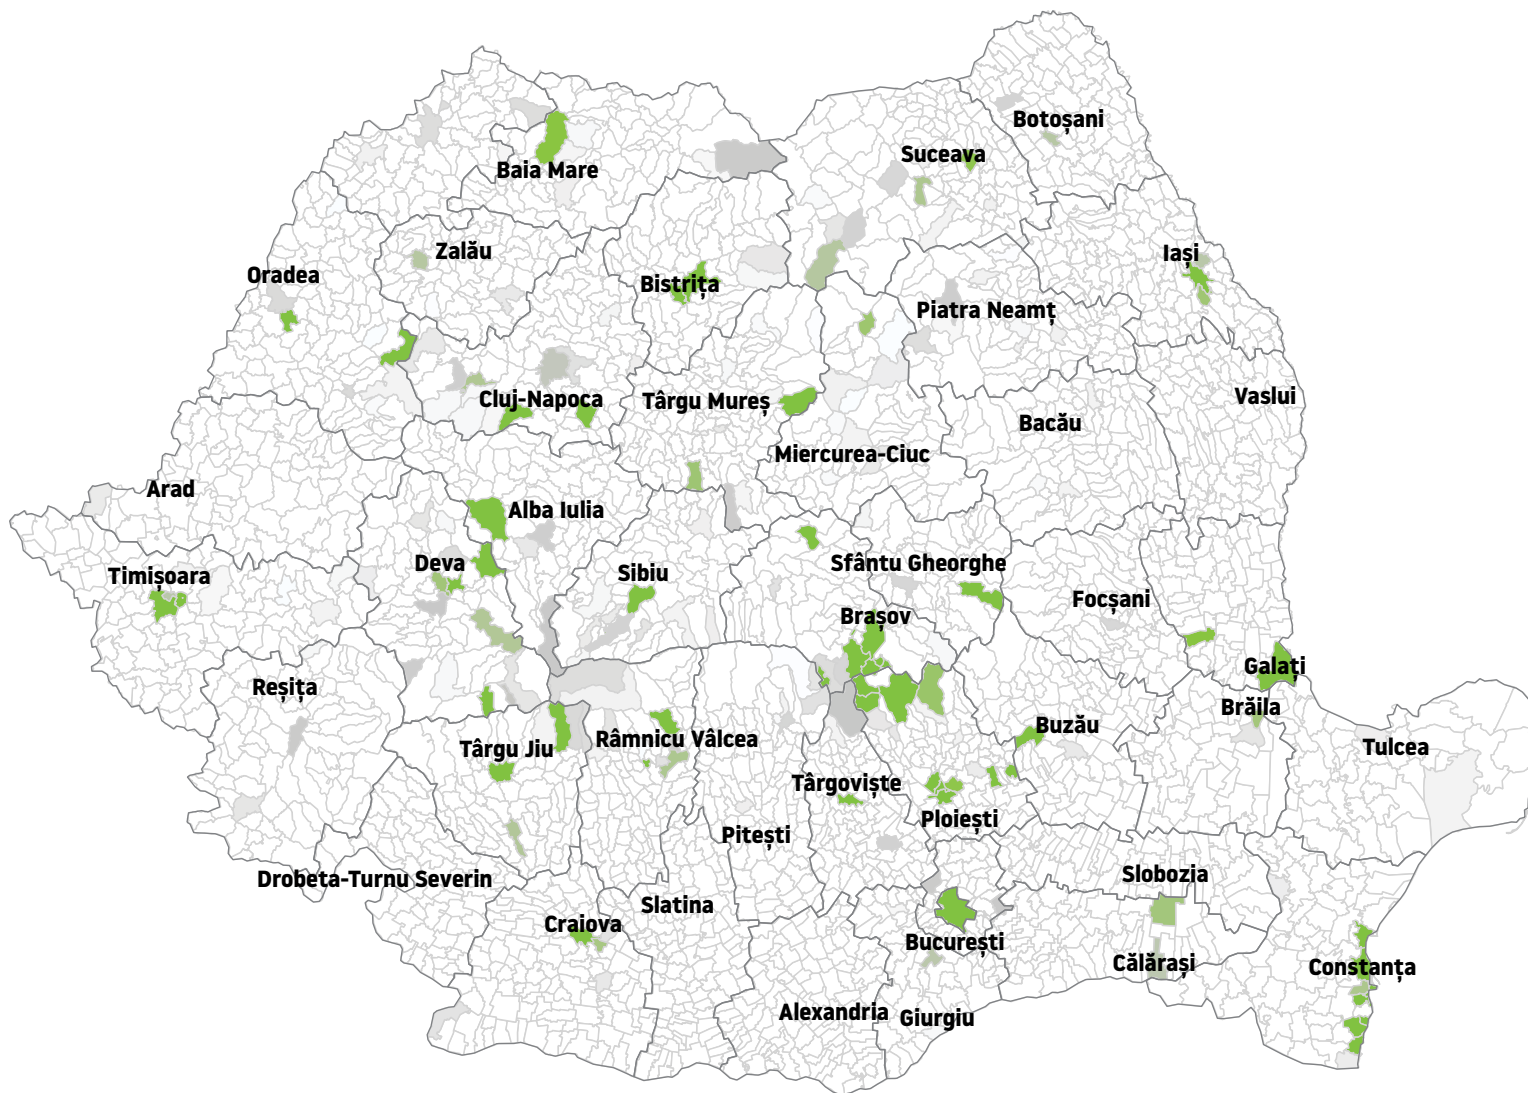 Botoșani
Suceava
Baia Mare
Zalău
Iași
Oradea
Bistrița
Piatra Neamț
Vaslui
Cluj-Napoca
Târgu Mureș
Bacău
Miercurea-Ciuc
Arad
Alba Iulia
Deva
Sfântu Gheorghe
Sibiu
Timișoara
Focșani
Brașov
Galați
Reșița
Brăila
Buzău
Râmnicu Vâlcea
Târgu Jiu
Tulcea
Târgoviște
Ploiești
Pitești
Slobozia
Drobeta-Turnu Severin
Slatina
Craiova
București
Călărași
Constanța
Alexandria
Giurgiu